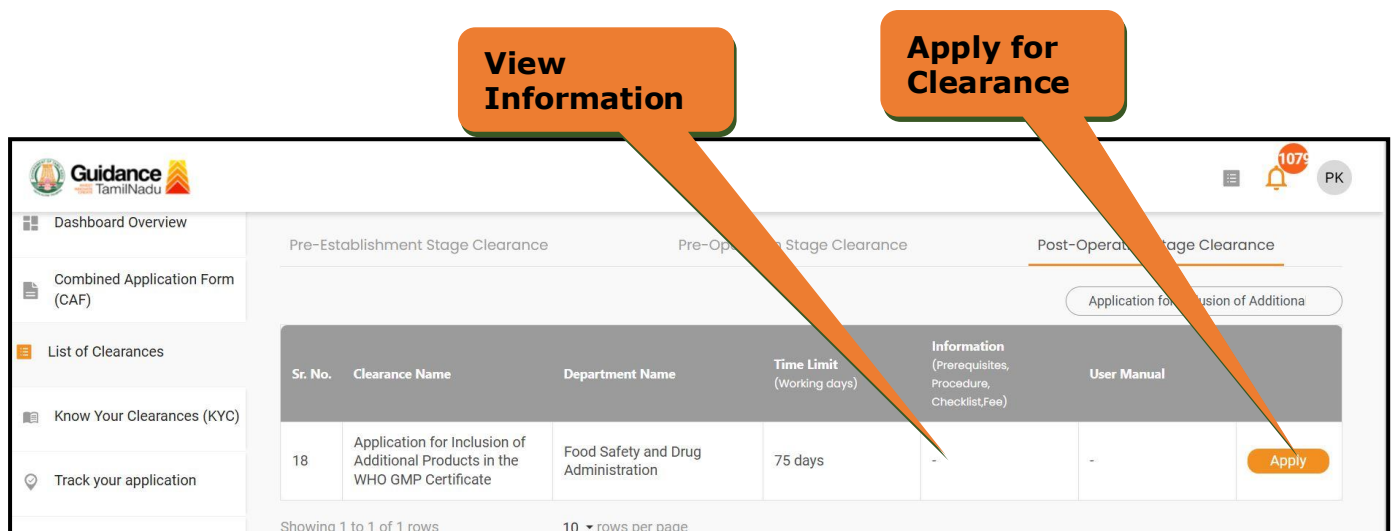 View
Information
Apply for
Clearance
Guidance
TamilNadu
1079
PK
Dashboard Overview
Combined Application Form
(CAF)
List of Clearances
Know Your Clearances (KYC)
Track your application
Pre-Establishment Stage Clearance
Stage Clearance
Post-Operat
Clearance
Application fo
usion of Additiona
Sr. No.
Clearance Name
Department Name
Time Limit
(Working days)
Information
(Prerequisites,
Procedure,
Checklist,Fee)
User Manual
18
Application for Inclusion of
Additional Products in the
WHO GMP Certificate
Food Safety and Drug
Administration
75 days
-
-
Apply
Showing 1 to 1 of 1 rows
10 rows per page